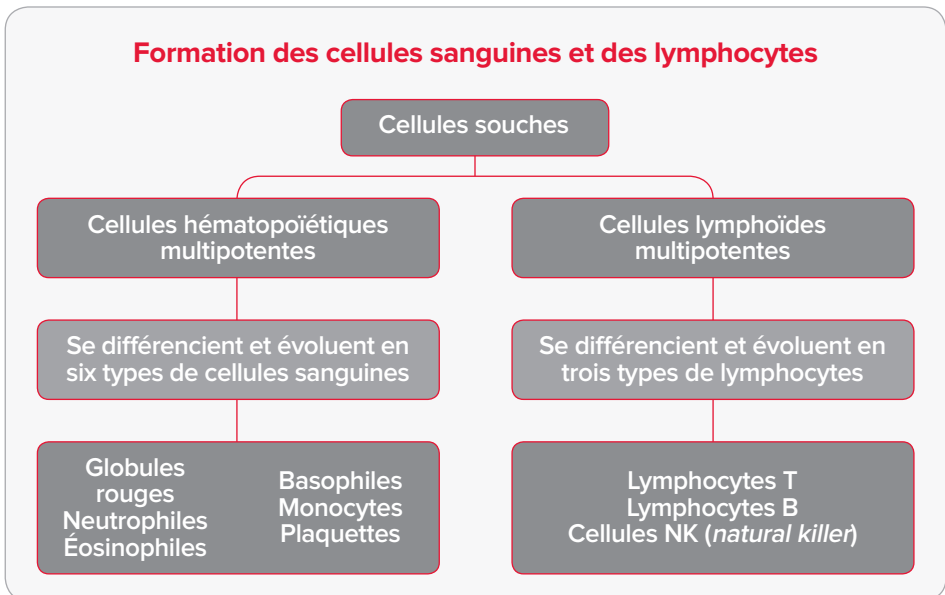 Formation des cellules sanguines et des lymphocytes
Cellules souches
Cellules hématopoïétiques
multipotentes
Cellules lymphoïdes
multipotentes
Se différencient et évoluent en
six types de cellules sanguines
Se différencient et évoluent en
trois types de lymphocytes
Globules
rouges
Neutrophiles
Éosinophiles
Basophiles
Monocytes
Plaquettes
Lymphocytes T
Lymphocytes B
Cellules NK (natural killer)